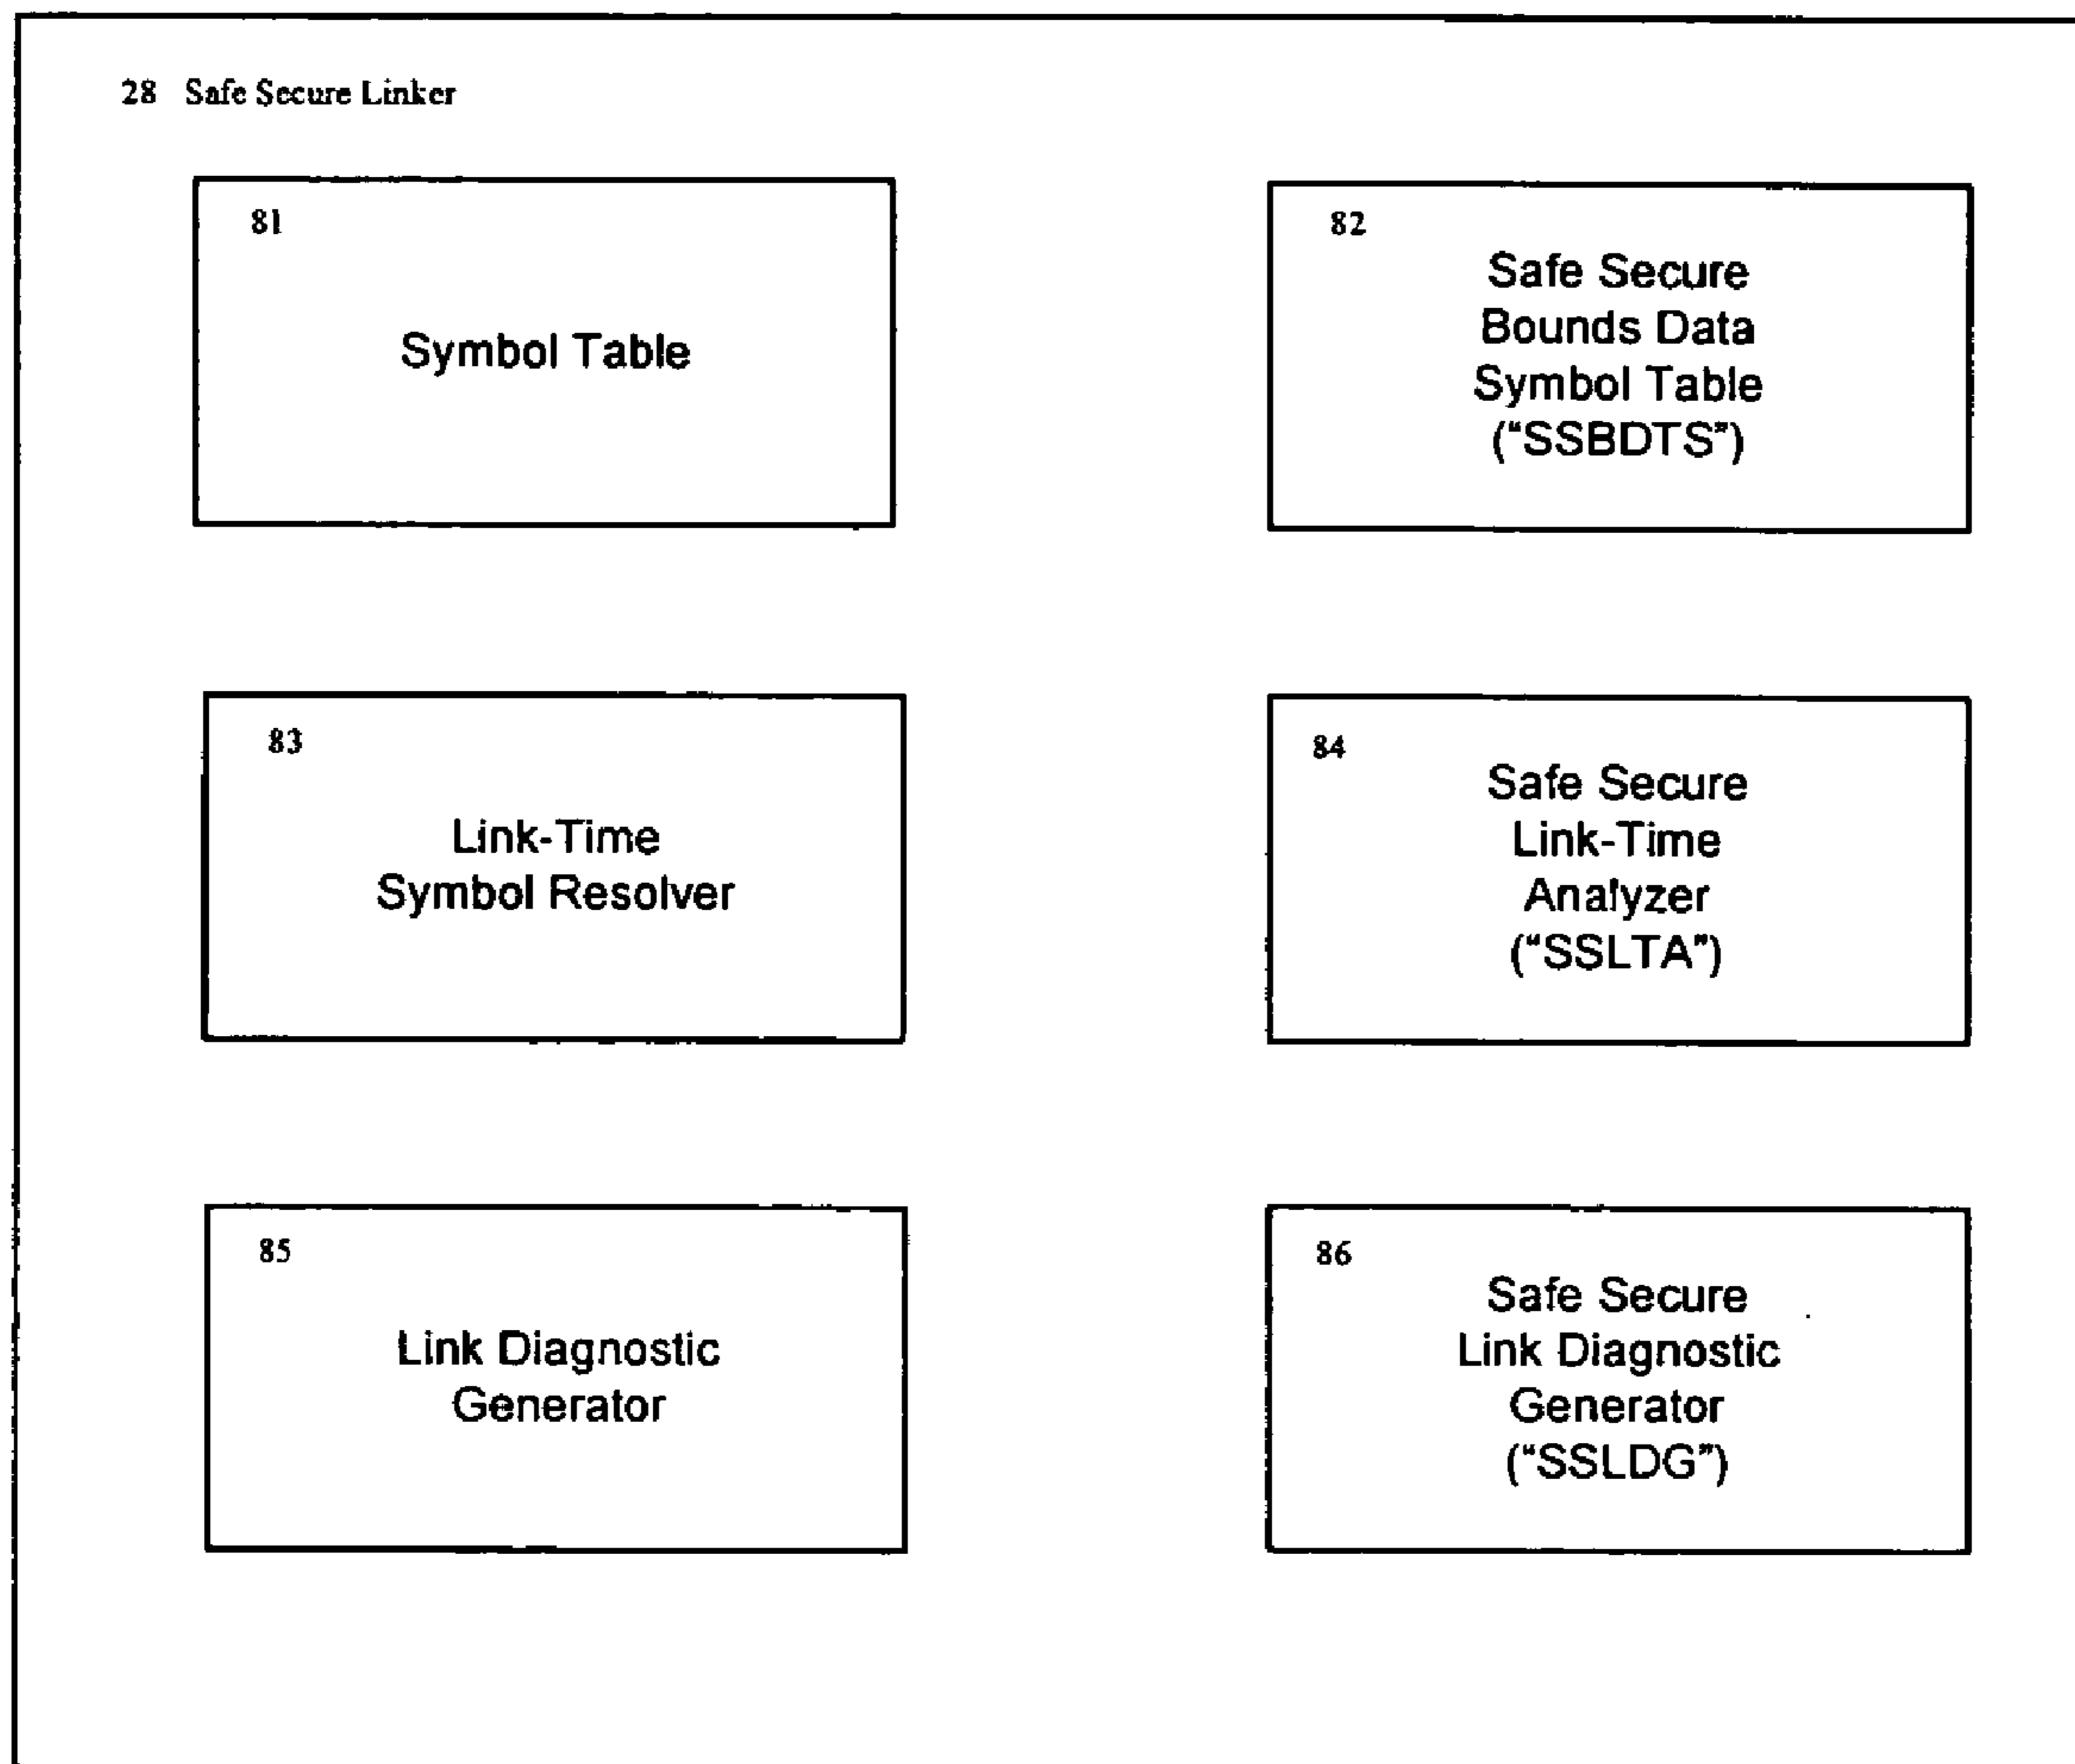 28 Safe Secure Linker
81
Symbol Table
82
Safe Secure
Bounds Data
Symbol Table
("SSBDTS")
83
Link-Time
Symbol Resolver
84
Safe Secure
Link-Time
Analyzer
("SSLTA")
85
Link Diagnostic
Generator
86
Safe Secure
Link Diagnostic
Generator
("SSLDG")